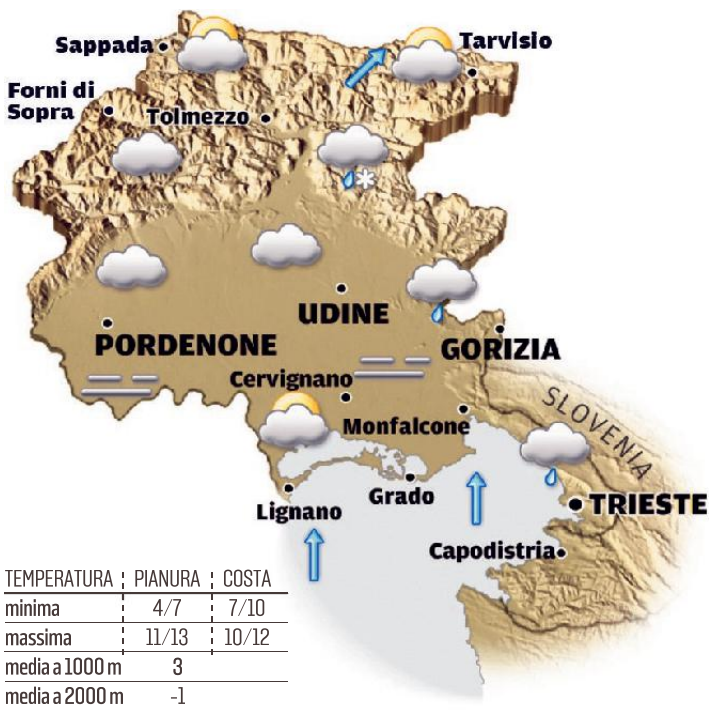 Sappada
Tarvisio
Forni di
Sopra
Tolmezzo
UDINE
PORDENONE
GORIZIA
Cervignano
SLOVENIA
Monfalcone
Lignano
Grado
TRIESTE
Capodistria
TEMPERATURA PIANURA COSTA
minima 4/7 7/10
massima 11/13 10/12
media a 1000 m 3
media a 2000 m -1